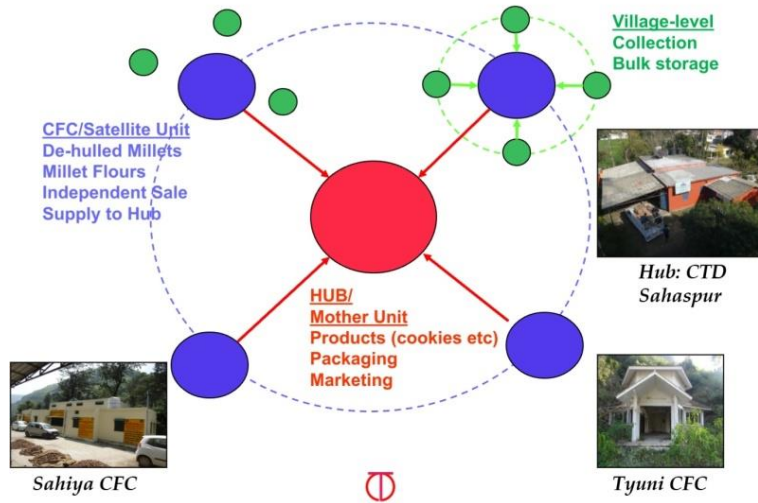 Village-level
Collection
Bulk storage
CFC/Satellite Unit
De-hulled Millets
Millet Flours
Independent Sale
Supply to Hub
Hub: CTD
Sahaspur
HUB/
Mother Unit
Products (cookies etc)
Packaging
Marketing
Sahiya CFC
Tyuni CFC